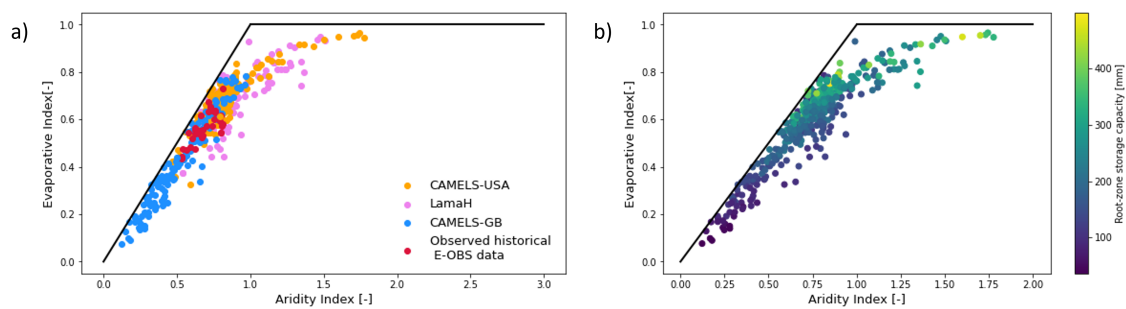 a)
1.0
0.8
0.6
0.4
0.2
0.0
Evaporative Index[-]
CAMELS-USA
LamaH
CAMELS-GB
Observed historical
E-OBS data
0.0 0.5 1.0 1.5 2.0 2.5 3.0
Aridity Index [-]
b)
1.0
0.8
0.6
0.4
0.2
0.0
Evaporative Index[-]
0.00 0.25 0.50 0.75 1.00 1.25 1.50 1.75 2.00
Aridity Index [-]
400
300
200
100
Root-zone storage capacity [mm]